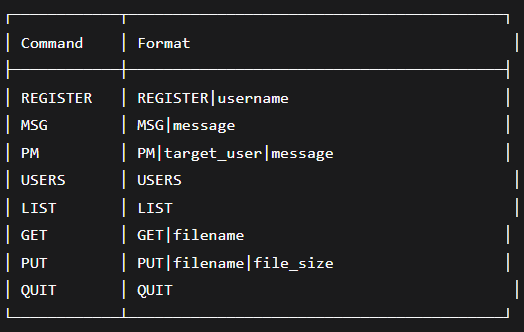 Command Format
REGISTER REGISTER|username
MSG MSG|message
PM PM|target_user|message
USERS USERS
LIST LIST
GET GET|filename
PUT PUT|filename|file_size
QUIT QUIT